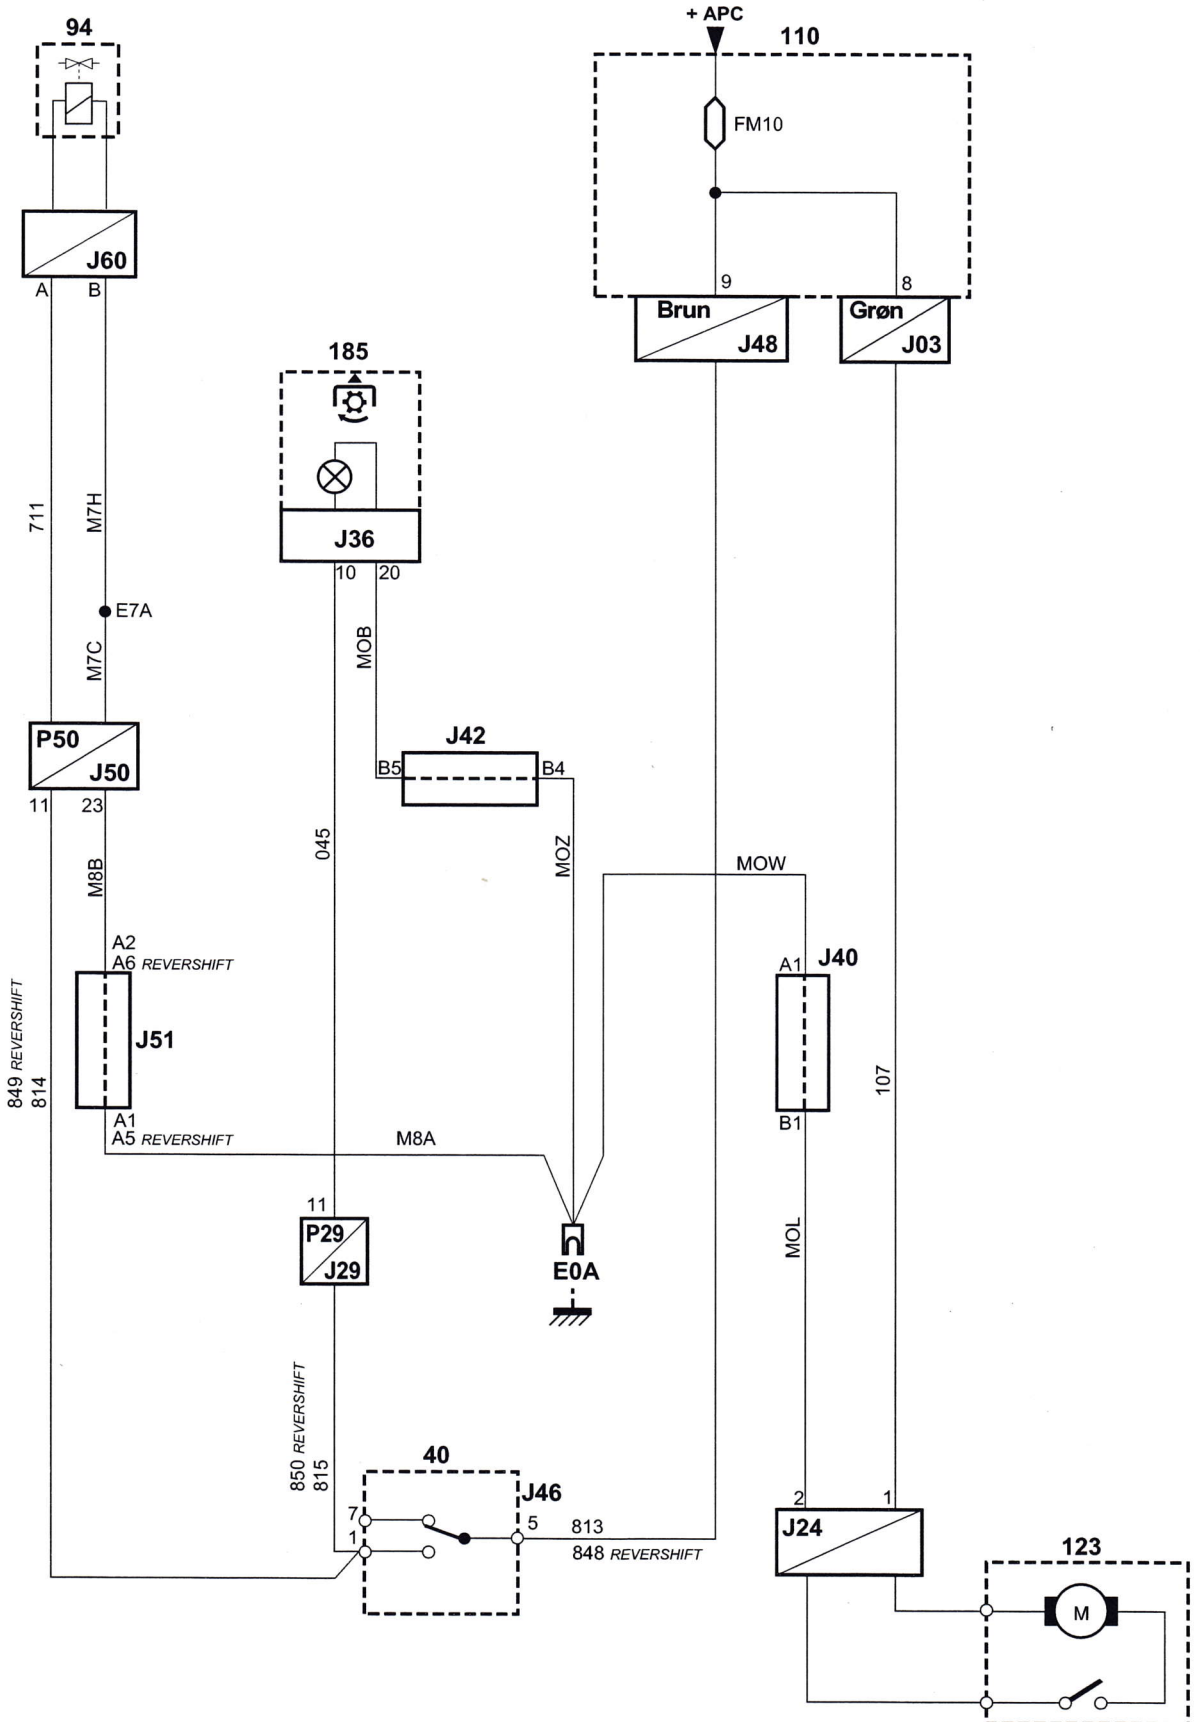 + APC
94
110
FM10
J60
A
B
9
8
Brun
J48
Grøn
J03
185
J36
10
20
711
M7H
E7A
M7C
MOB
P50
J50
11
23
J42
B5
B4
045
MOZ
M8B
MOW
A2
A6 REVERSHIFT
J51
A1
A5 REVERSHIFT
849 REVERSHIFT
814
M8A
A1
J40
B1
107
MOL
11
P29
J29
E0A
850 REVERSHIFT
815
40
J46
7
1
5
813
848 REVERSHIFT
2
1
J24
123
M